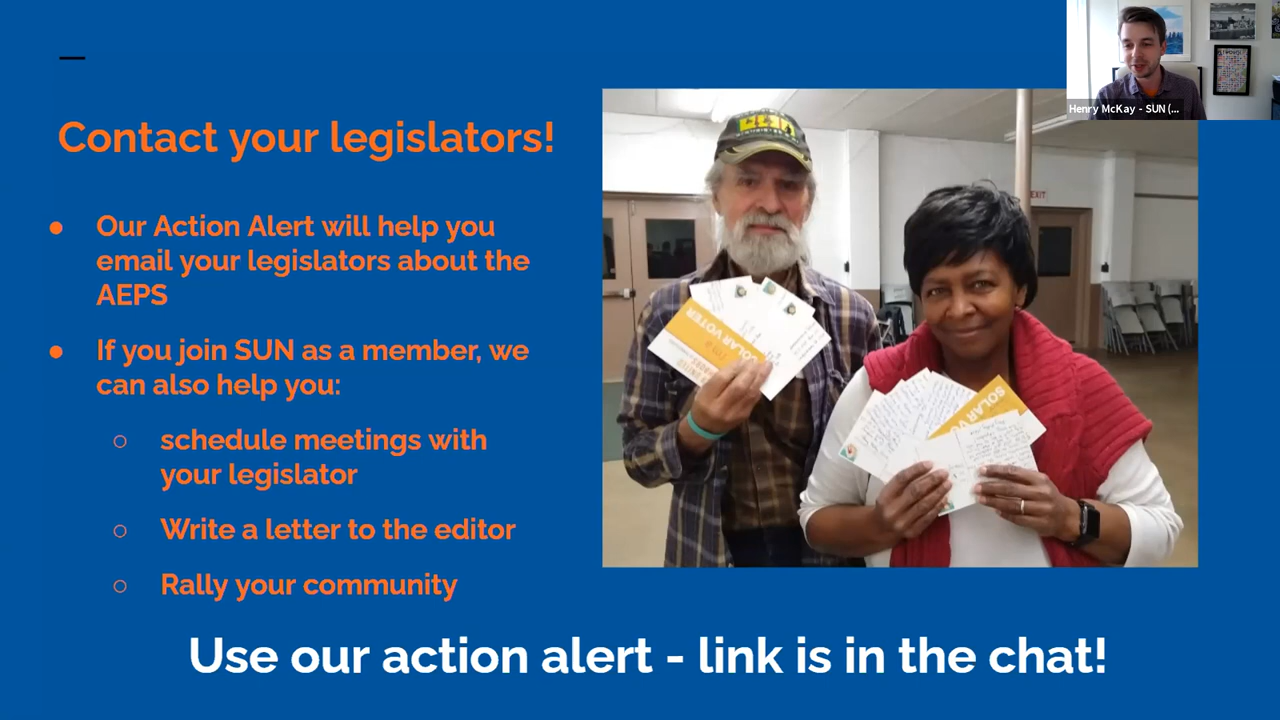 Henry McKay - SUN (...
Contact your legislators!
● Our Action Alert will help you
email your legislators about the
AEPS
● If you join SUN as a member, we
can also help you:
○ schedule meetings with
your legislator
○ Write a letter to the editor
○ Rally your community
EXIT
SOLAR VOTER
I'm a
SOLAR
Use our action alert - link is in the chat!